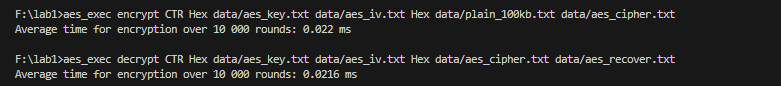 F:\lab1>aes_exec encrypt CTR Hex data/aes_key.txt data/aes_iv.txt Hex data/plain_100kb.txt data/aes_cipher.txt
Average time for encryption over 10 000 rounds: 0.022 ms
F:\lab1>aes_exec decrypt CTR Hex data/aes_key.txt data/aes_iv.txt Hex data/aes_cipher.txt data/aes_recover.txt
Average time for encryption over 10 000 rounds: 0.0216 ms